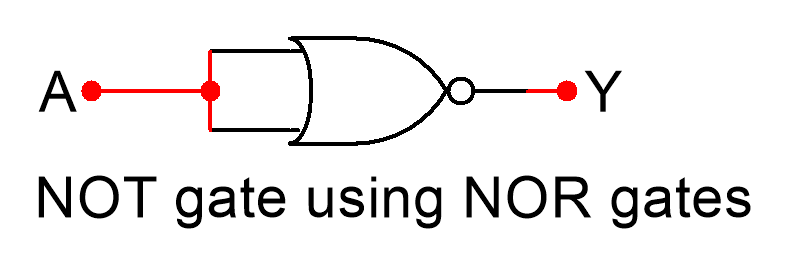 A Y
NOT gate using NOR gates